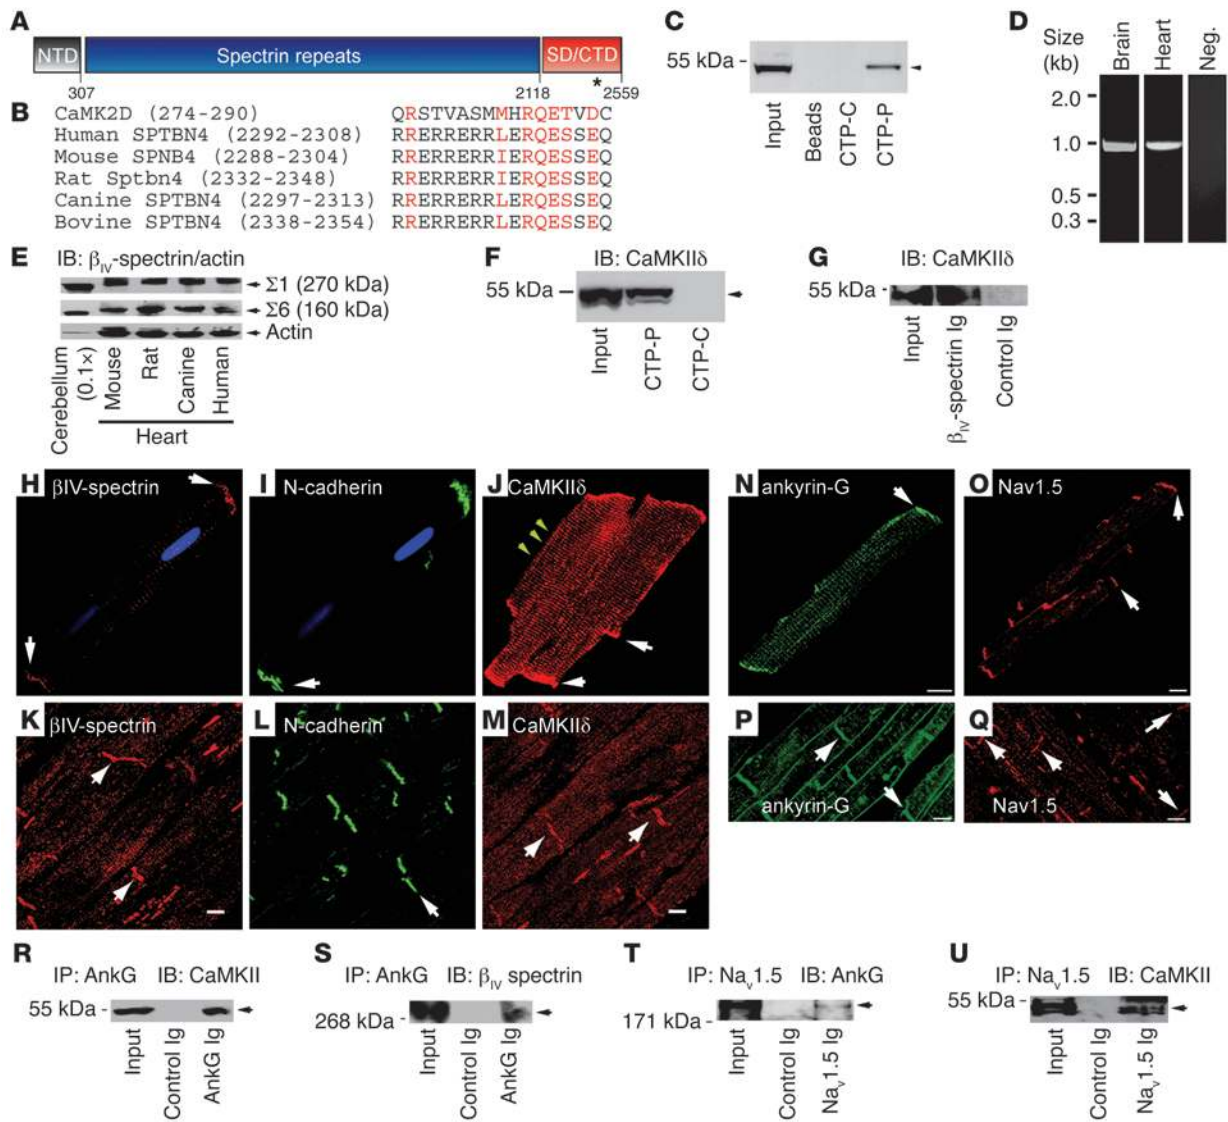 A
NTD Spectrin repeats SD/CTD
*
307 2118 2559
B
CaMK2D (274-290) QRSTVASMMHRQETVDC
Human SPTBN4 (2292-2308) RRERRERRLERQESSEQ
Mouse SPNB4 (2288-2304) RRERRERRIERQESSEQ
Rat Sptbn4 (2332-2348) RRERRERRIERQESSEQ
Canine SPTBN4 (2297-2313) RRERRERRLERQESSEQ
Bovine SPTBN4 (2338-2354) RRERRERRLERQESSEQ
C
55 kDa
Input
Beads
CTP-C
CTP-P
D
Size
(kb)
Brain
Heart
Neg.
2.0
1.0
0.5
0.3
E
IB: βIV-spectrin/actin
Σ1 (270 kDa)
Σ6 (160 kDa)
Actin
Cerebellum
(0.1×)
Mouse
Rat
Canine
Human
Heart
F
IB: CaMKIIδ
55 kDa
Input
CTP-P
CTP-C
G
IB: CaMKIIδ
55 kDa
Input
βIV-spectrin Ig
Control Ig
H βIV-spectrin
I N-cadherin
J CaMKIIδ
N ankyrin-G
O Nav1.5
K βIV-spectrin
L N-cadherin
M CaMKIIδ
P
ankyrin-G
Q
Nav1.5
R
IP: AnkG IB: CaMKII
55 kDa
Input
Control Ig
AnkG Ig
S
IP: AnkG IB: βIV spectrin
268 kDa
Input
Control Ig
AnkG Ig
T
IP: Nav1.5 IB: AnkG
171 kDa
Input
Control Ig
Nav1.5 Ig
U
IP: Nav1.5 IB: CaMKII
55 kDa
Input
Control Ig
Nav1.5 Ig